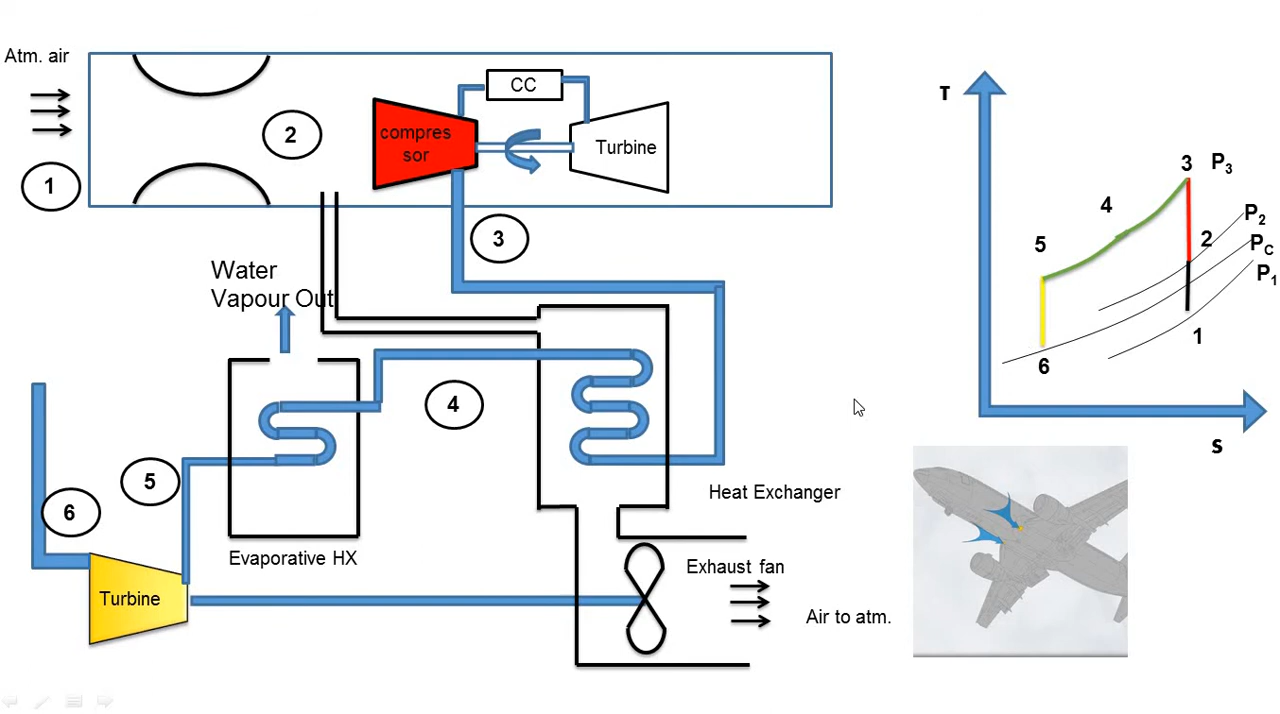 Atm. air
1
2
compres
sor
CC
Turbine
3
Water
Vapour Out
4
5
6
Evaporative HX
Turbine
Heat Exchanger
Exhaust fan
Air to atm.
T
3
P3
4
5
2
P2
PC
P1
1
6
S